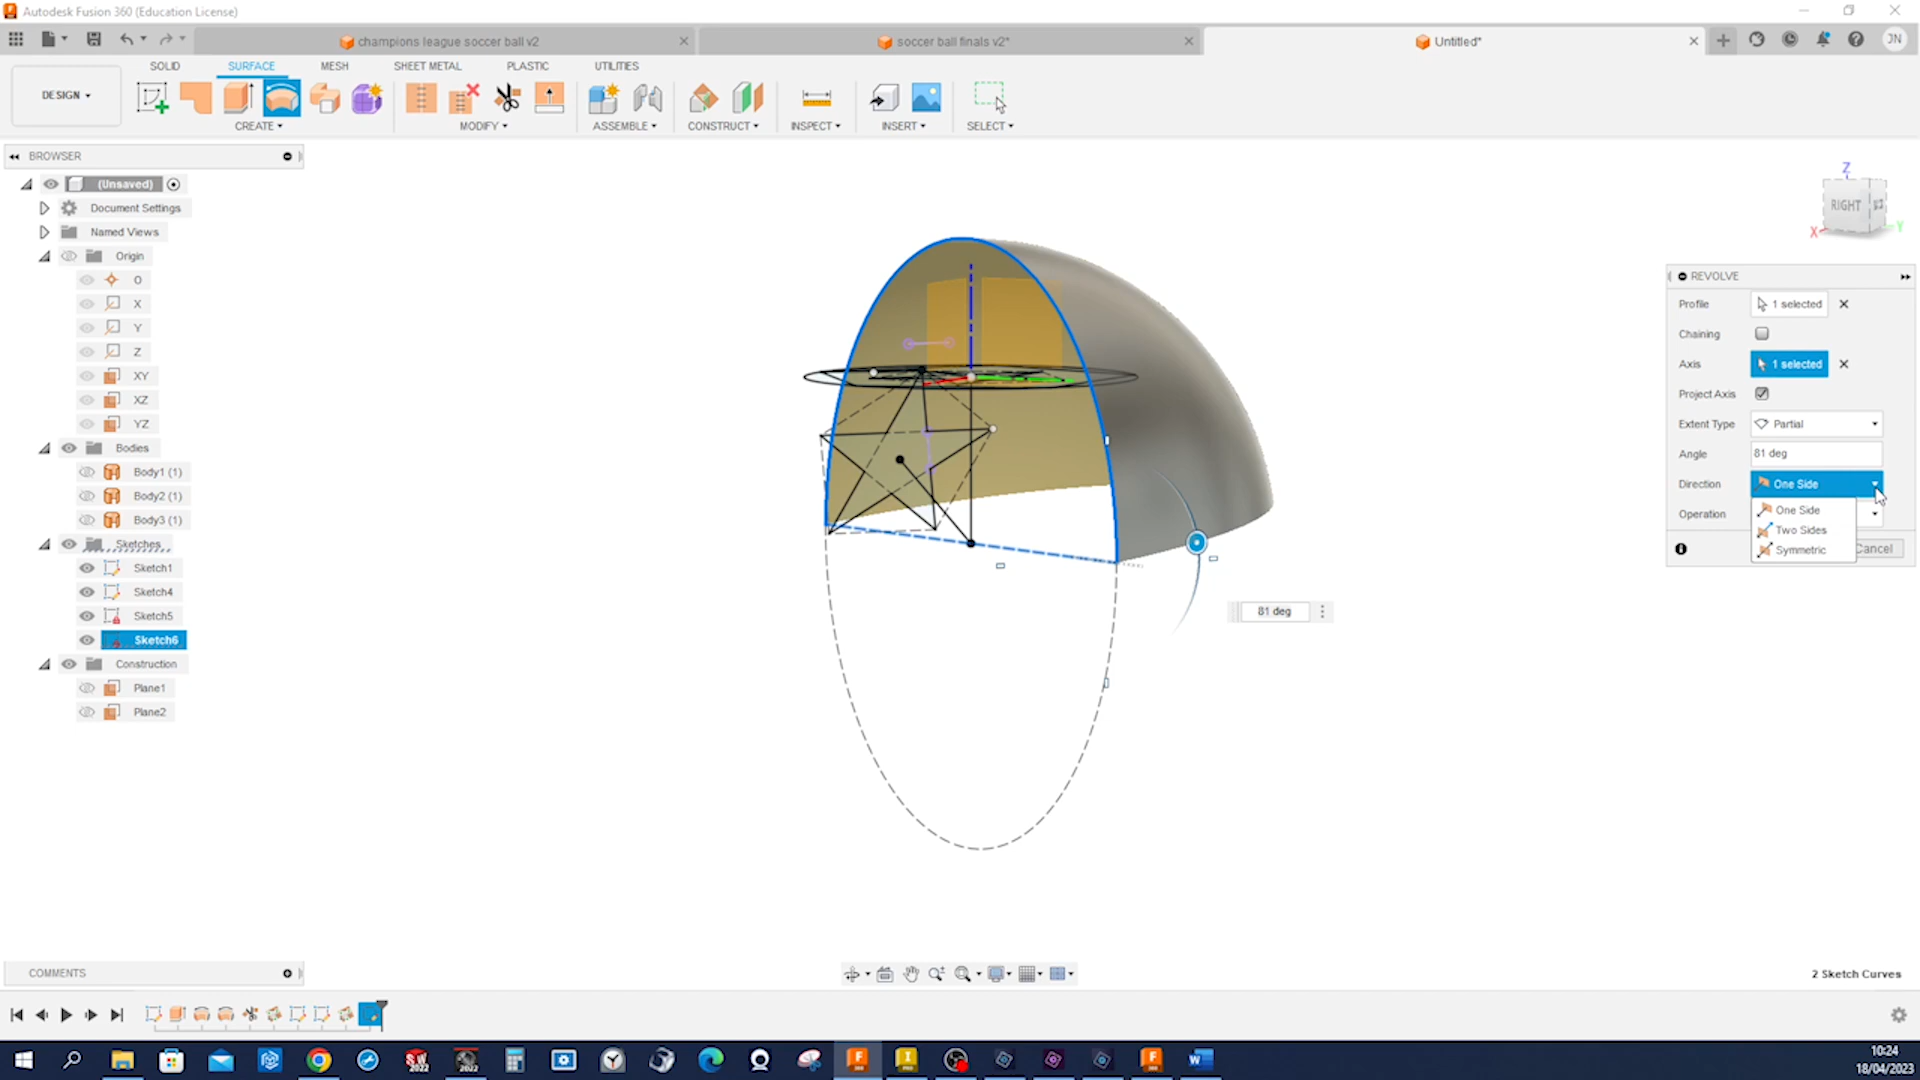 Autodesk Fusion 360 (Education License)
champions league soccer ball v2
soccer ball finals v2*
Untitled*
JN
SOLID
SURFACE
MESH
SHEET METAL
PLASTIC
UTILITIES
DESIGN
CREATE
MODIFY
ASSEMBLE
CONSTRUCT
INSPECT
INSERT
SELECT
BROWSER
(Unsaved)
Document Settings
Named Views
Origin
O
X
Y
Z
XY
XZ
YZ
Bodies
Body1 (1)
Body2 (1)
Body3 (1)
Sketches
Sketch1
Sketch4
Sketch5
Sketch6
Construction
Plane1
Plane2
Z
RIGHT
X
Y
REVOLVE
Profile 1 selected
Chaining
Axis 1 selected
Project Axis
Extent Type Partial
Angle 81 deg
Direction One Side
One Side
Operation
Two Sides
Symmetric
Cancel
81 deg
COMMENTS
2 Sketch Curves
SW
2022
2022
F
I
F
W
10:24
18/04/2023